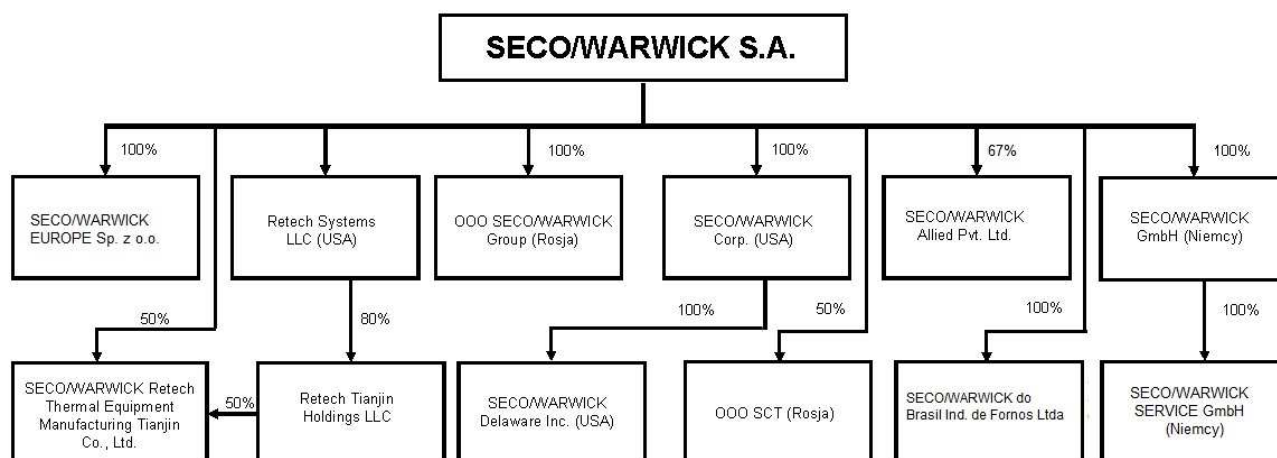 SECO/WARWICK S.A.
100%
100%
100%
67%
100%
SECO/WARWICK
EUROPE Sp. z o.o.
Retech Systems
LLC (USA)
OOO SECO/WARWICK
Group (Rosja)
SECO/WARWICK
Corp. (USA)
SECO/WARWICK
Allied Pvt. Ltd.
SECO/WARWICK
GmbH (Niemcy)
50%
80%
100%
50%
100%
100%
SECO/WARWICK Retech
Thermal Equipment
Manufacturing Tianjin
Co., Ltd.
50%
Retech Tianjin
Holdings LLC
SECO/WARWICK
Delaware Inc. (USA)
OOO SCT (Rosja)
SECO/WARWICK do
Brasil Ind. de Fornos Ltda
SECO/WARWICK
SERVICE GmbH
(Niemcy)